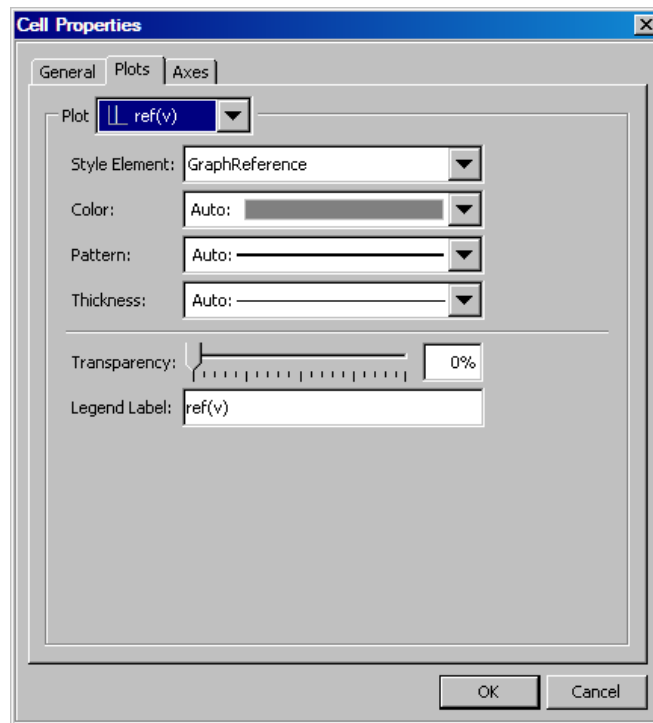 Cell Properties
General Plots Axes
Plot ref(v)
Style Element: GraphReference
Color: Auto:
Pattern: Auto:
Thickness: Auto:
Transparency: 0%
Legend Label: ref(v)
OK Cancel